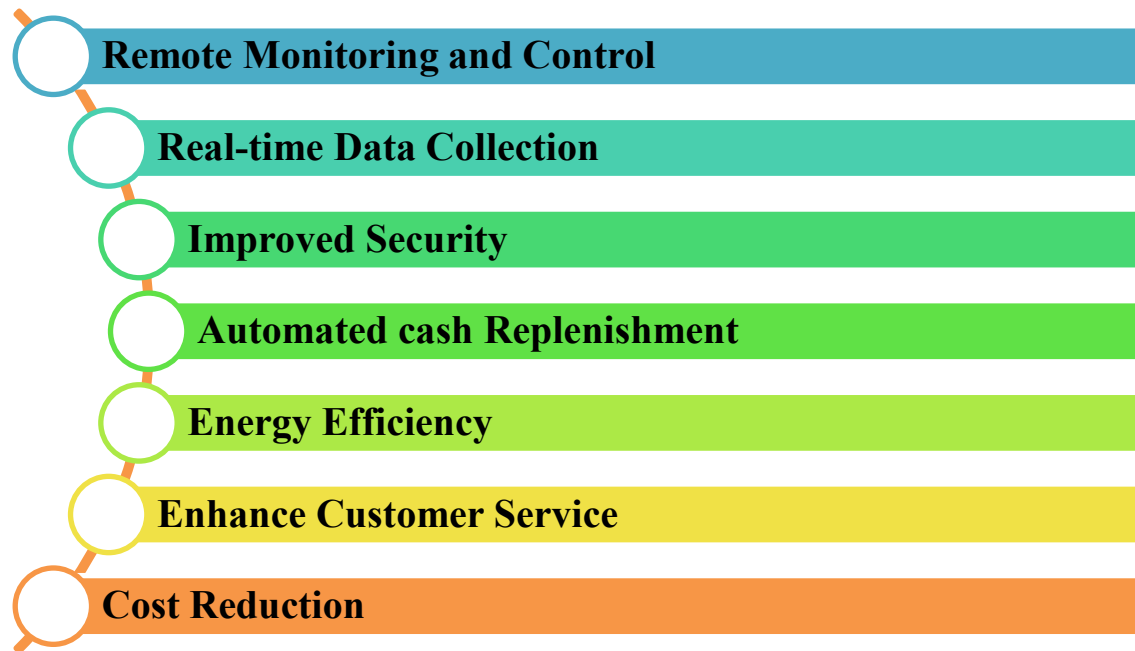 Remote Monitoring and Control
Real-time Data Collection
Improved Security
Automated cash Replenishment
Energy Efficiency
Enhance Customer Service
Cost Reduction